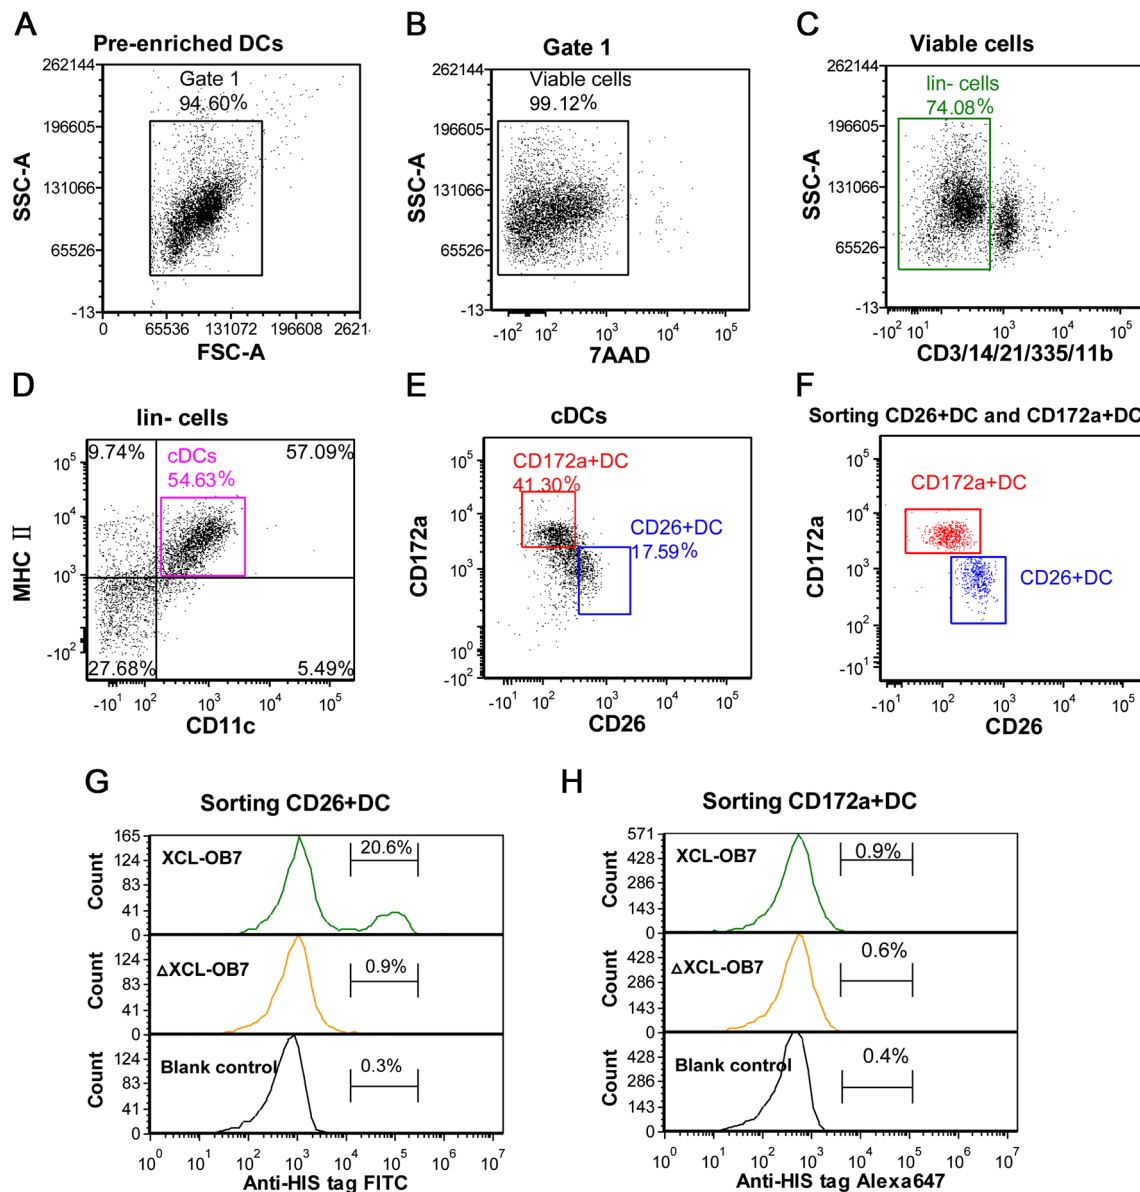 A
Pre-enriched DCs
Gate 1
94.60%
262144
196605
131066
65526
-13
SSC-A
0 65536 131072 196608 2621
FSC-A
B
Gate 1
Viable cells
99.12%
262144
196605
131066
65526
-13
SSC-A
-10² 10² 10³ 10⁴ 10⁵
7AAD
C
Viable cells
lin- cells
74.08%
262144
196605
131066
65526
-13
SSC-A
-10² 10¹ 10³ 10⁴ 10⁵
CD3/14/21/335/11b
D
lin- cells
9.74%
57.09%
cDCs
54.63%
27.68%
5.49%
10⁵
10⁴
10³
-10²
MHC II
-10¹ 10² 10³ 10⁴ 10⁵
CD11c
E
cDCs
CD172a+DC
41.30%
CD26+DC
17.59%
10⁵
10⁴
10³
10⁰
-10²
CD172a
-10¹ 10² 10³ 10⁴ 10⁵
CD26
F
Sorting CD26+DC and CD172a+DC
CD172a+DC
CD26+DC
10⁵
10⁴
10³
10²
-10¹
CD172a
-10¹ 10² 10³ 10⁴ 10⁵
CD26
G
Sorting CD26+DC
165
124
83
41
0
Count
XCL-OB7
20.6%
124
83
41
0
Count
△XCL-OB7
0.9%
124
83
41
0
Count
Blank control
0.3%
10⁰ 10¹ 10² 10³ 10⁴ 10⁵ 10⁶ 10⁷
Anti-HIS tag FITC
H
Sorting CD172a+DC
571
428
286
143
0
Count
XCL-OB7
0.9%
428
286
143
0
Count
△XCL-OB7
0.6%
428
286
143
0
Count
Blank control
0.4%
10⁰ 10¹ 10² 10³ 10⁴ 10⁵ 10⁶ 10⁷
Anti-HIS tag Alexa647